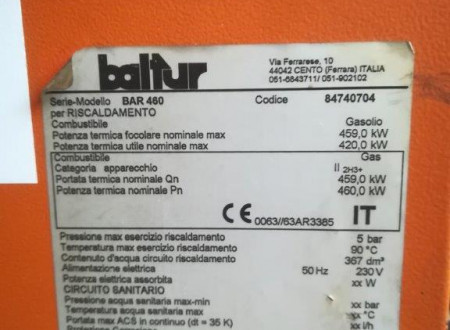 baltur
Via Ferrarese, 10
44042 CENTO (Ferrara) ITALIA
051-6843711/ 051-902102
Serie-Modello BAR 460 Codice 84740704
per RISCALDAMENTO
Combustibile Gasolio
Potenza termica focolare nominale max 459,0 kW
Potenza termica utile nominale max 420,0 kW
Combustibile Gas
Categoria apparecchio II 2H3+
Portata termica nominale Qn 459,0 kW
Potenza termica nominale Pn 460,0 kW
CE 0063//63AR3385 IT
Pressione max esercizio riscaldamento 5 bar
Temperatura max esercizio riscaldamento 90 °C
Contenuto d'acqua circuito riscaldamento 367 dm³
Alimentazione elettrica 50 Hz 230 V
Potenza elettrica assorbita xx W
CIRCUITO SANITARIO
Pressione acqua sanitaria max-min xx bar
Temperatura acqua sanitaria max xx °C
Portata max ACS in continuo (dt = 35 K) xx l/h